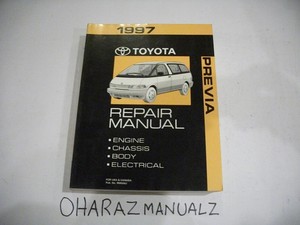 1997
TOYOTA
PREVIA
REPAIR
MANUAL
• ENGINE
• CHASSIS
• BODY
• ELECTRICAL
OHARAZMANUALZ